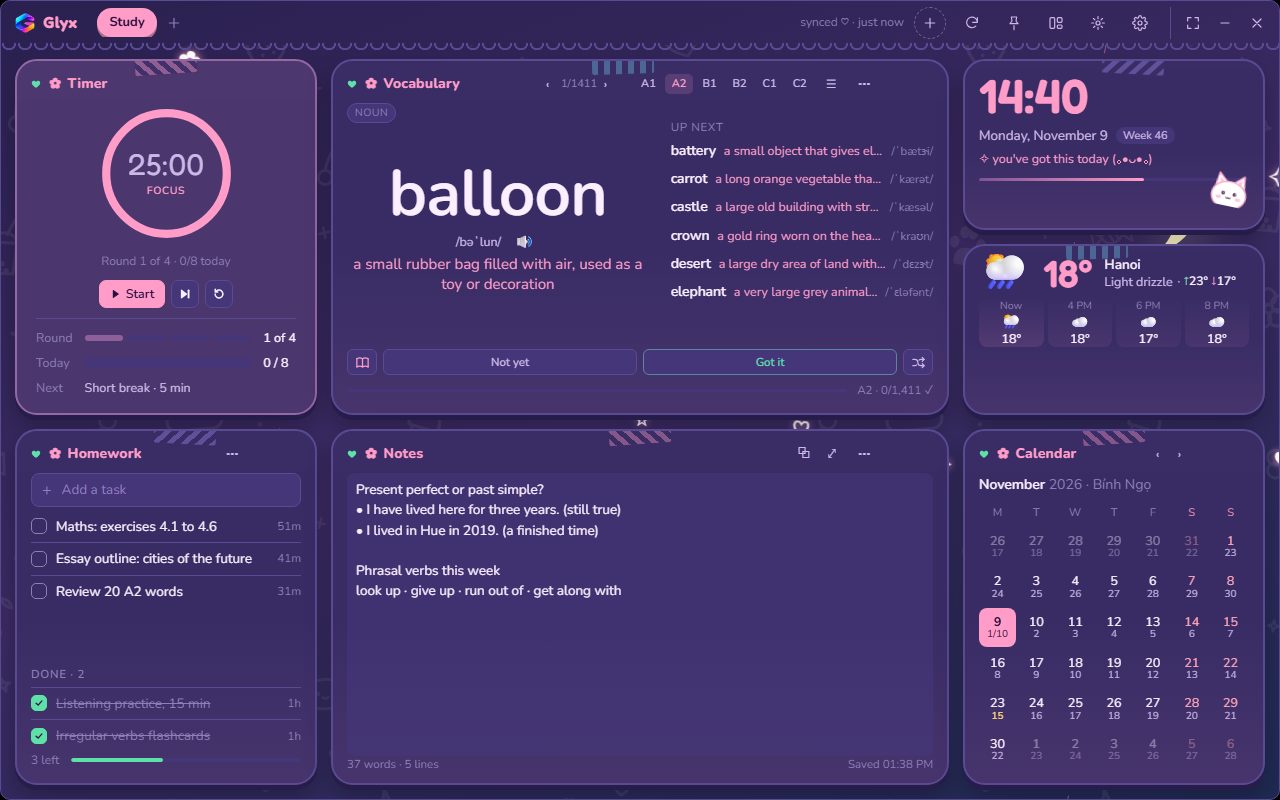 Glyx Study + synced ♡ · just now
Timer
25:00
FOCUS
Round 1 of 4 · 0/8 today
Start
Round 1 of 4
Today 0 / 8
Next Short break · 5 min
Vocabulary ‹ 1/1411 › A1 A2 B1 B2 C1 C2
NOUN
balloon
/bəˈlun/
a small rubber bag filled with air, used as a
toy or decoration
UP NEXT
battery a small object that gives el... /ˈbætɝi/
carrot a long orange vegetable tha... /ˈkærət/
castle a large old building with str... /ˈkæsəl/
crown a gold ring worn on the hea... /ˈkraʊn/
desert a large dry area of land with... /ˈdɛzɝt/
elephant a very large grey animal... /ˈɛləfənt/
Not yet
Got it
A2 · 0/1,411 ✓
14:40
Monday, November 9 Week 46
✧ you've got this today (｡•ᴗ•｡)
18° Hanoi
Light drizzle · ↑23° ↓17°
Now 4 PM 6 PM 8 PM
18° 18° 17° 18°
Homework
+ Add a task
Maths: exercises 4.1 to 4.6 51m
Essay outline: cities of the future 41m
Review 20 A2 words 31m
DONE · 2
Listening practice, 15 min 1h
Irregular verbs flashcards 1h
3 left
Notes
Present perfect or past simple?
• I have lived here for three years. (still true)
• I lived in Hue in 2019. (a finished time)
Phrasal verbs this week
look up · give up · run out of · get along with
37 words · 5 lines Saved 01:38 PM
Calendar ‹ ›
November 2026 · Bính Ngọ
M T W T F S S
26 27 28 29 30 31 1
17 18 19 20 21 22 23
2 3 4 5 6 7 8
24 25 26 27 28 29 30
9 10 11 12 13 14 15
1/10 2 3 4 5 6 7
16 17 18 19 20 21 22
8 9 10 11 12 13 14
23 24 25 26 27 28 29
15 16 17 18 19 20 21
30 1 2 3 4 5 6
22 23 24 25 26 27 28